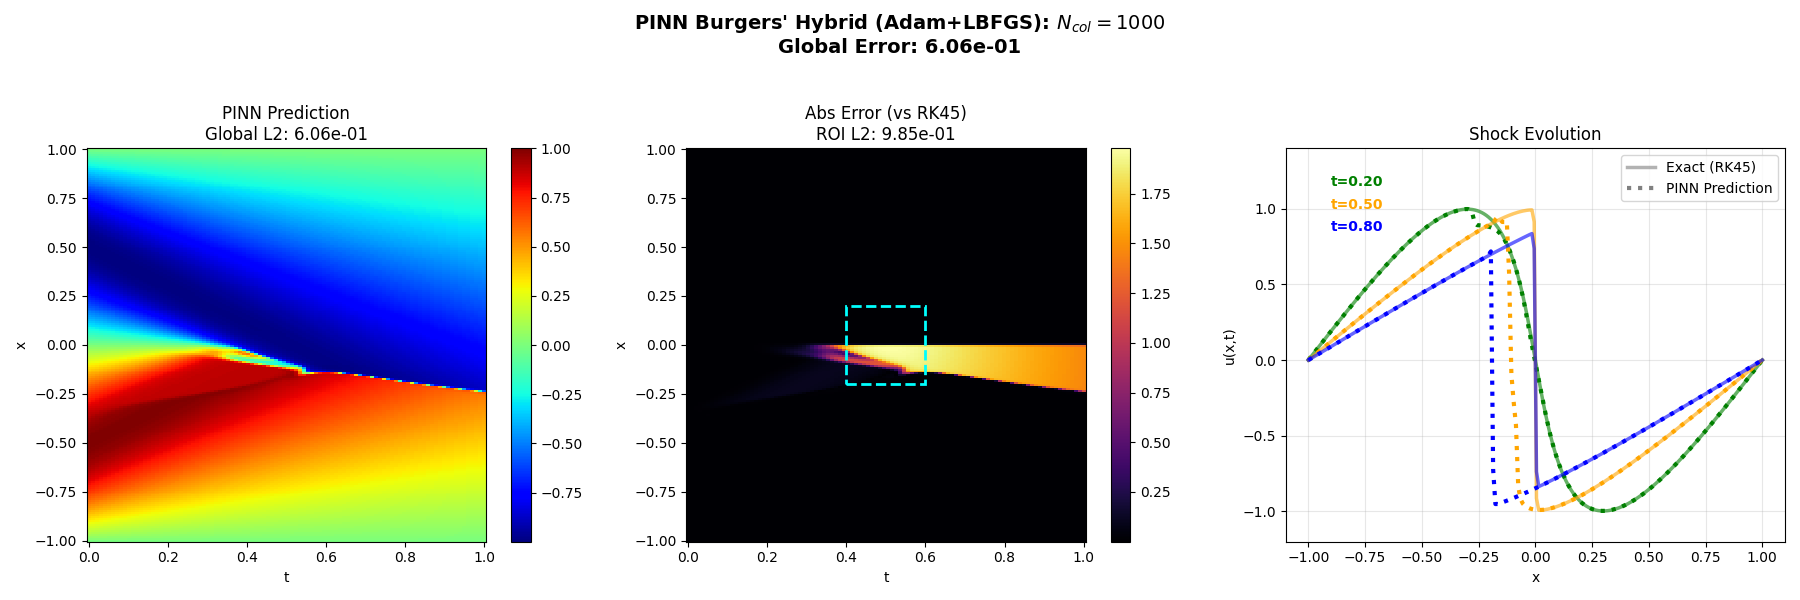 PINN Burgers' Hybrid (Adam+LBFGS): N_col = 1000
Global Error: 6.06e-01
PINN Prediction
Global L2: 6.06e-01
1.00
0.75
0.50
0.25
0.00
−0.25
−0.50
−0.75
−1.00
x
0.0 0.2 0.4 0.6 0.8 1.0
t
1.00
0.75
0.50
0.25
0.00
−0.25
−0.50
−0.75
Abs Error (vs RK45)
ROI L2: 9.85e-01
1.00
0.75
0.50
0.25
0.00
−0.25
−0.50
−0.75
−1.00
x
0.0 0.2 0.4 0.6 0.8 1.0
t
1.75
1.50
1.25
1.00
0.75
0.50
0.25
Shock Evolution
t=0.20
t=0.50
t=0.80
Exact (RK45)
PINN Prediction
1.0
0.5
0.0
−0.5
−1.0
u(x,t)
−1.00 −0.75 −0.50 −0.25 0.00 0.25 0.50 0.75 1.00
x